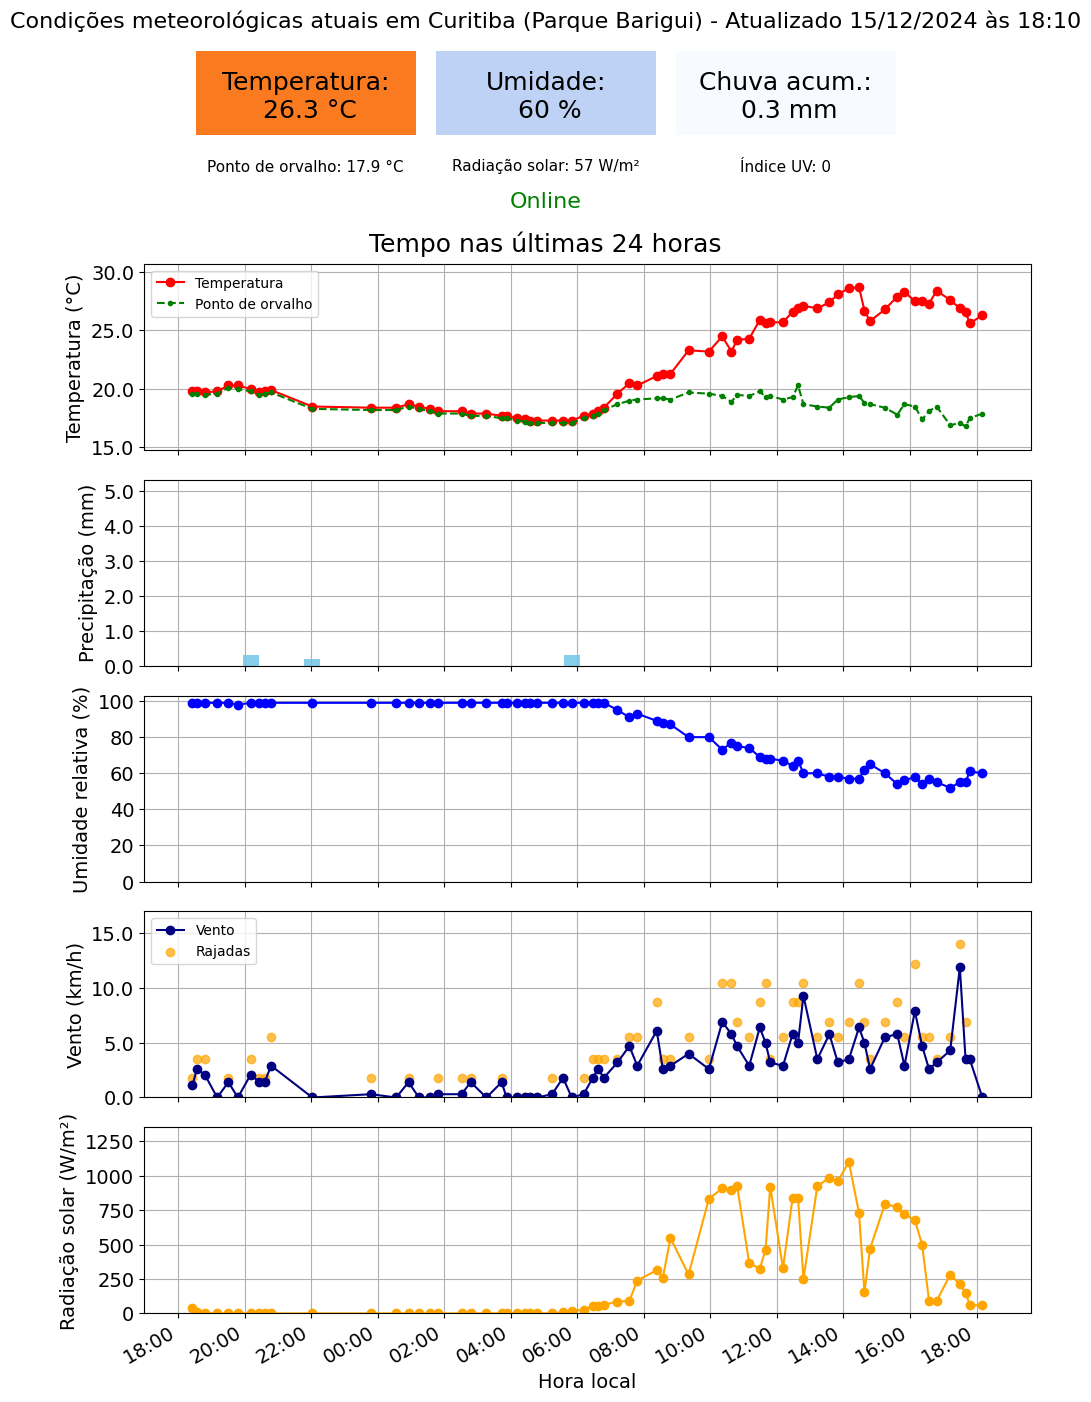 Condições meteorológicas atuais em Curitiba (Parque Barigui) - Atualizado 15/12/2024 às 18:10
Temperatura:
26.3 °C
Umidade:
60 %
Chuva acum.:
0.3 mm
Ponto de orvalho: 17.9 °C
Radiação solar: 57 W/m²
Índice UV: 0
Online
Tempo nas últimas 24 horas
Temperatura (°C)
30.0
25.0
20.0
15.0
Temperatura
Ponto de orvalho
Precipitação (mm)
5.0
4.0
3.0
2.0
1.0
0.0
Umidade relativa (%)
100
80
60
40
20
0
Vento (km/h)
15.0
10.0
5.0
0.0
Vento
Rajadas
Radiação solar (W/m²)
1250
1000
750
500
250
0
18:00
20:00
22:00
00:00
02:00
04:00
06:00
08:00
10:00
12:00
14:00
16:00
18:00
Hora local